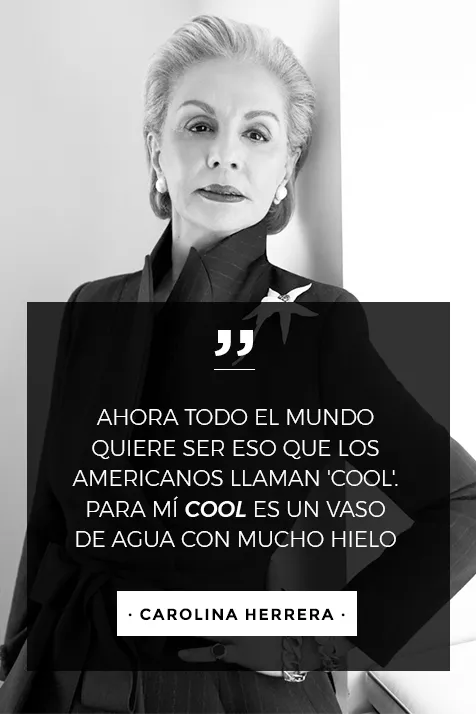 ”
AHORA TODO EL MUNDO
QUIERE SER ESO QUE LOS
AMERICANOS LLAMAN 'COOL'.
PARA MÍ COOL ES UN VASO
DE AGUA CON MUCHO HIELO
· CAROLINA HERRERA ·